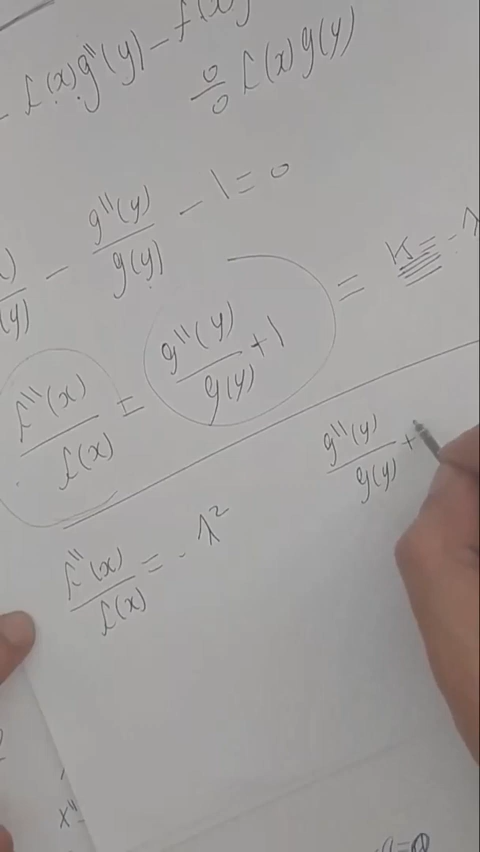 - f(x)g''(y) - f(x)g
÷ f(x)g(y)
- g''(y)/g(y) - 1 = 0
f''(x)/f(x) = g''(y)/g(y) + 1 = K = -λ
f''(x)/f(x) = -λ²
g''(y)/g(y) +
x''